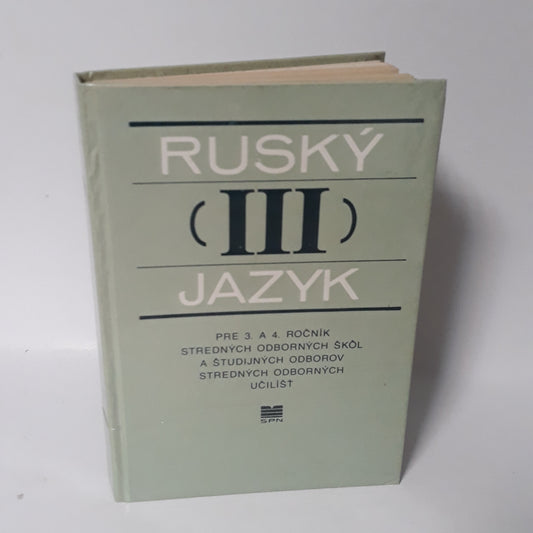 RUSKÝ
(III)
JAZYK
PRE 3. A 4. ROČNÍK
STREDNÝCH ODBORNÝCH ŠKÔL
A ŠTUDIJNÝCH ODBOROV
STREDNÝCH ODBORNÝCH
UČILÍŠŤ
SPN